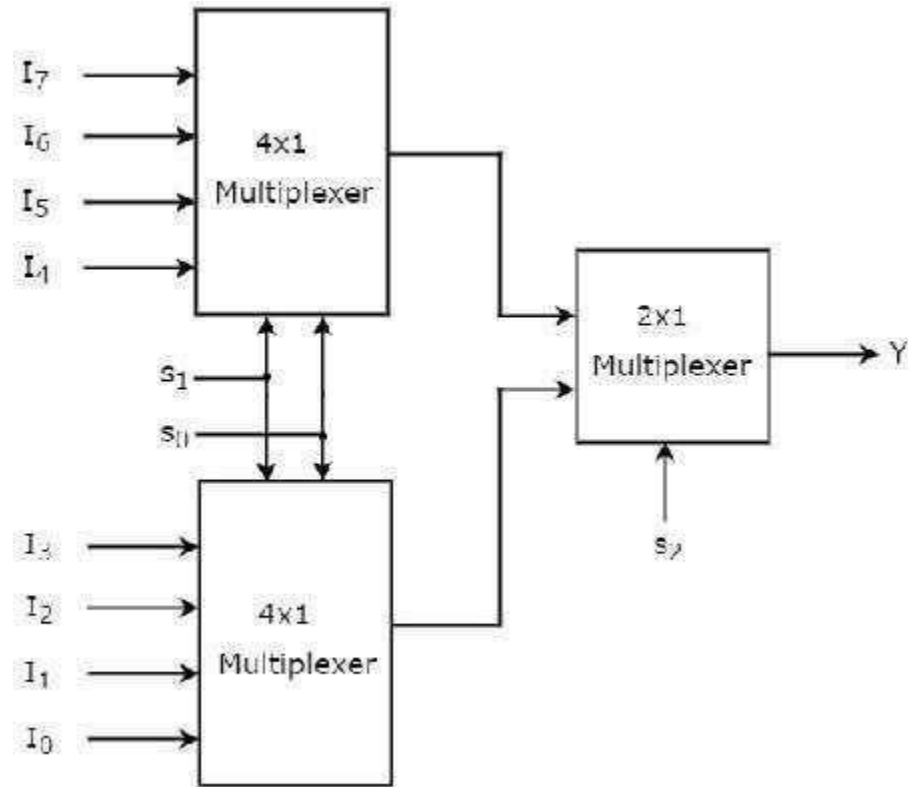 I₇
I₆
I₅
I₄
4x1
Multiplexer
s₁
s₀
I₃
I₂
I₁
I₀
4x1
Multiplexer
2x1
Multiplexer
s₂
Y